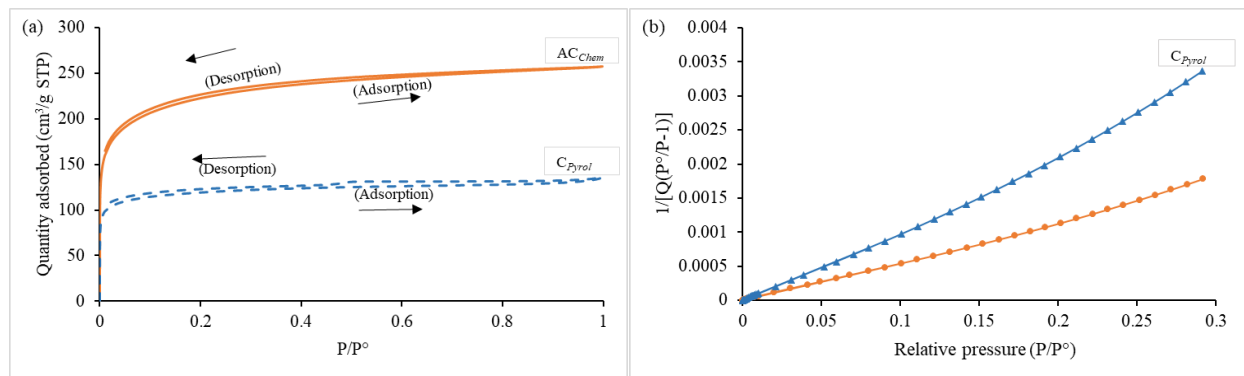 (a)
300
250
200
150
100
50
0
Quantity adsorbed (cm³/g STP)
AC_Chem
(Desorption)
(Adsorption)
C_Pyrol
(Desorption)
(Adsorption)
0 0.2 0.4 0.6 0.8 1
P/P°
(b)
0.004
0.0035
0.003
0.0025
0.002
0.0015
0.001
0.0005
0
1/[Q(P°/P-1)]
C_Pyrol
0 0.05 0.1 0.15 0.2 0.25 0.3
Relative pressure (P/P°)